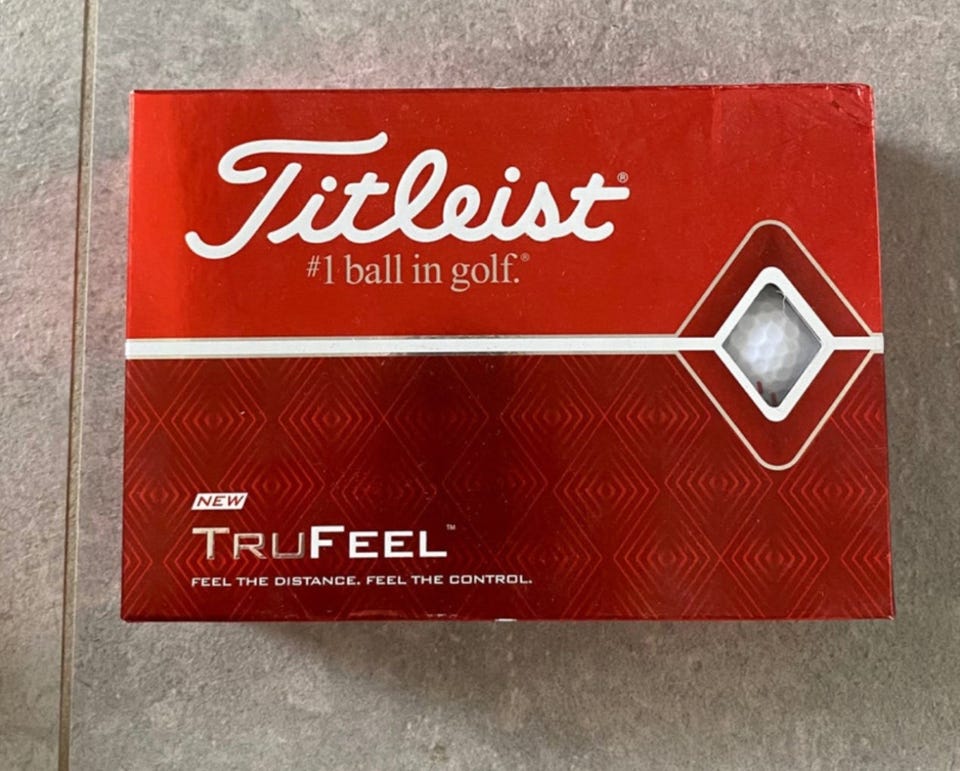 Titleist®
#1 ball in golf.®
NEW
TRUFEEL™
FEEL THE DISTANCE. FEEL THE CONTROL.